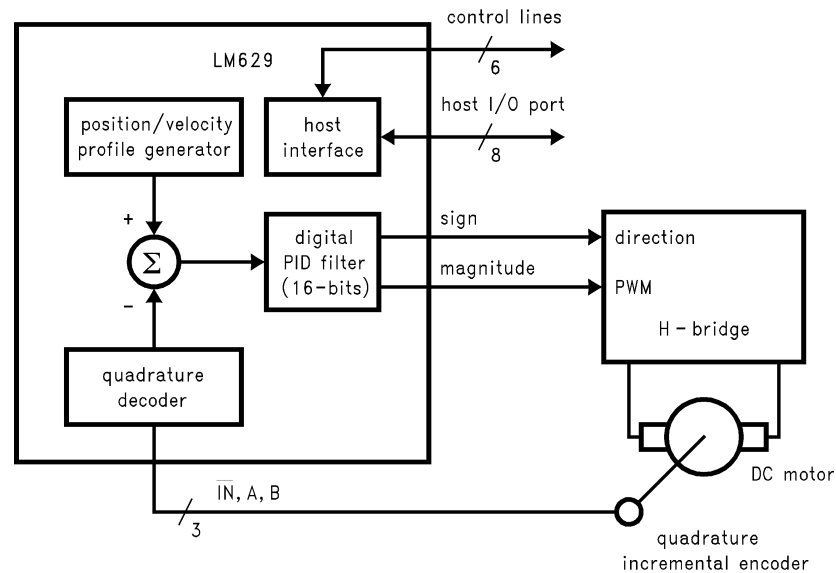 control lines
6
LM629
host I/O port
8
position/velocity
profile generator
host
interface
+
Σ
-
digital
PID filter
(16-bits)
sign
magnitude
direction
PWM
H-bridge
quadrature
decoder
I̅N̅, A, B
3
DC motor
quadrature
incremental encoder